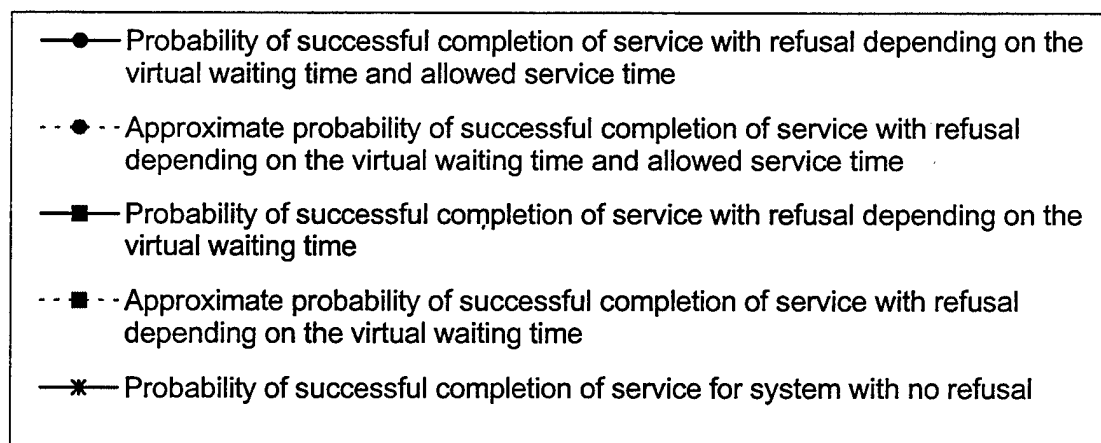 Probability of successful completion of service with refusal depending on the
virtual waiting time and allowed service time
Approximate probability of successful completion of service with refusal
depending on the virtual waiting time and allowed service time
Probability of successful completion of service with refusal depending on the
virtual waiting time
Approximate probability of successful completion of service with refusal
depending on the virtual waiting time
Probability of successful completion of service for system with no refusal